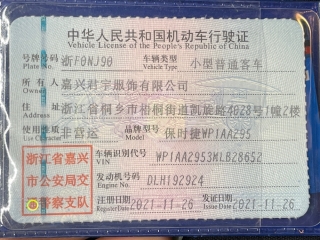 中华人民共和国机动车行驶证
Vehicle License of the People's Republic of China
号牌号码 浙FF0NJ90 车辆类型 小型普通客车
Plate No. Vehicle Type
所有人 嘉兴君宇服饰有限公司
Owner
住址 浙江省桐乡市梧桐街道凯旋路4028号1幢2楼
Address
使用性质 非营运 品牌型号 保时捷WP1AA295
Use Character Model
浙江省嘉兴市公安局交警察支队
车辆识别代号 WP1AA2953MLB28652
VIN
发动机号码 DLH192924
Engine No.
注册日期 2021-11-26 发证日期 2021-11-26
Register Date Issue Date